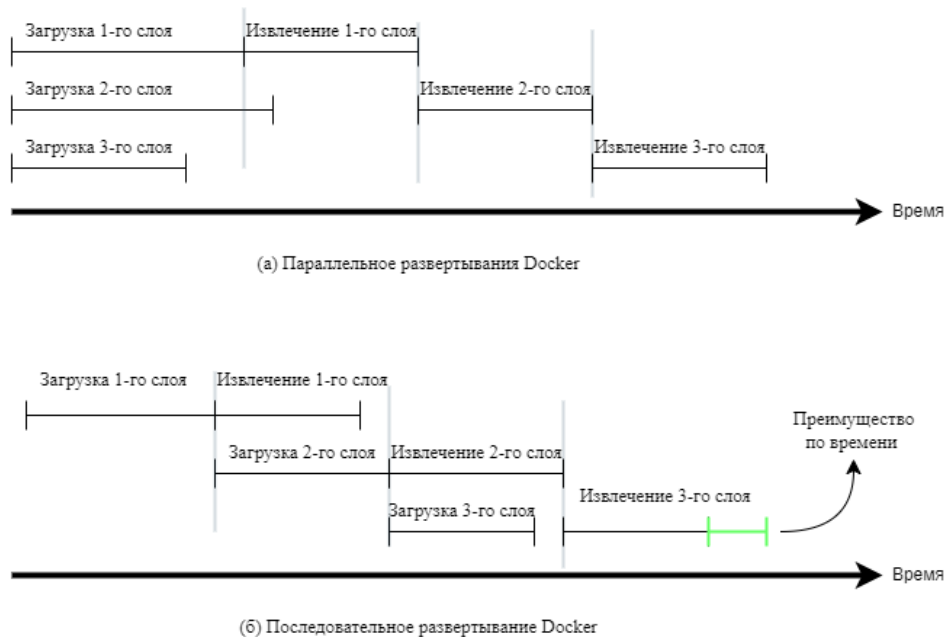 Загрузка 1-го слоя Извлечение 1-го слоя
Загрузка 2-го слоя Извлечение 2-го слоя
Загрузка 3-го слоя Извлечение 3-го слоя
Время
(а) Параллельное развертывания Docker
Загрузка 1-го слоя Извлечение 1-го слоя
Преимущество
по времени
Загрузка 2-го слоя Извлечение 2-го слоя
Извлечение 3-го слоя
Загрузка 3-го слоя
Время
(б) Последовательное развертывание Docker